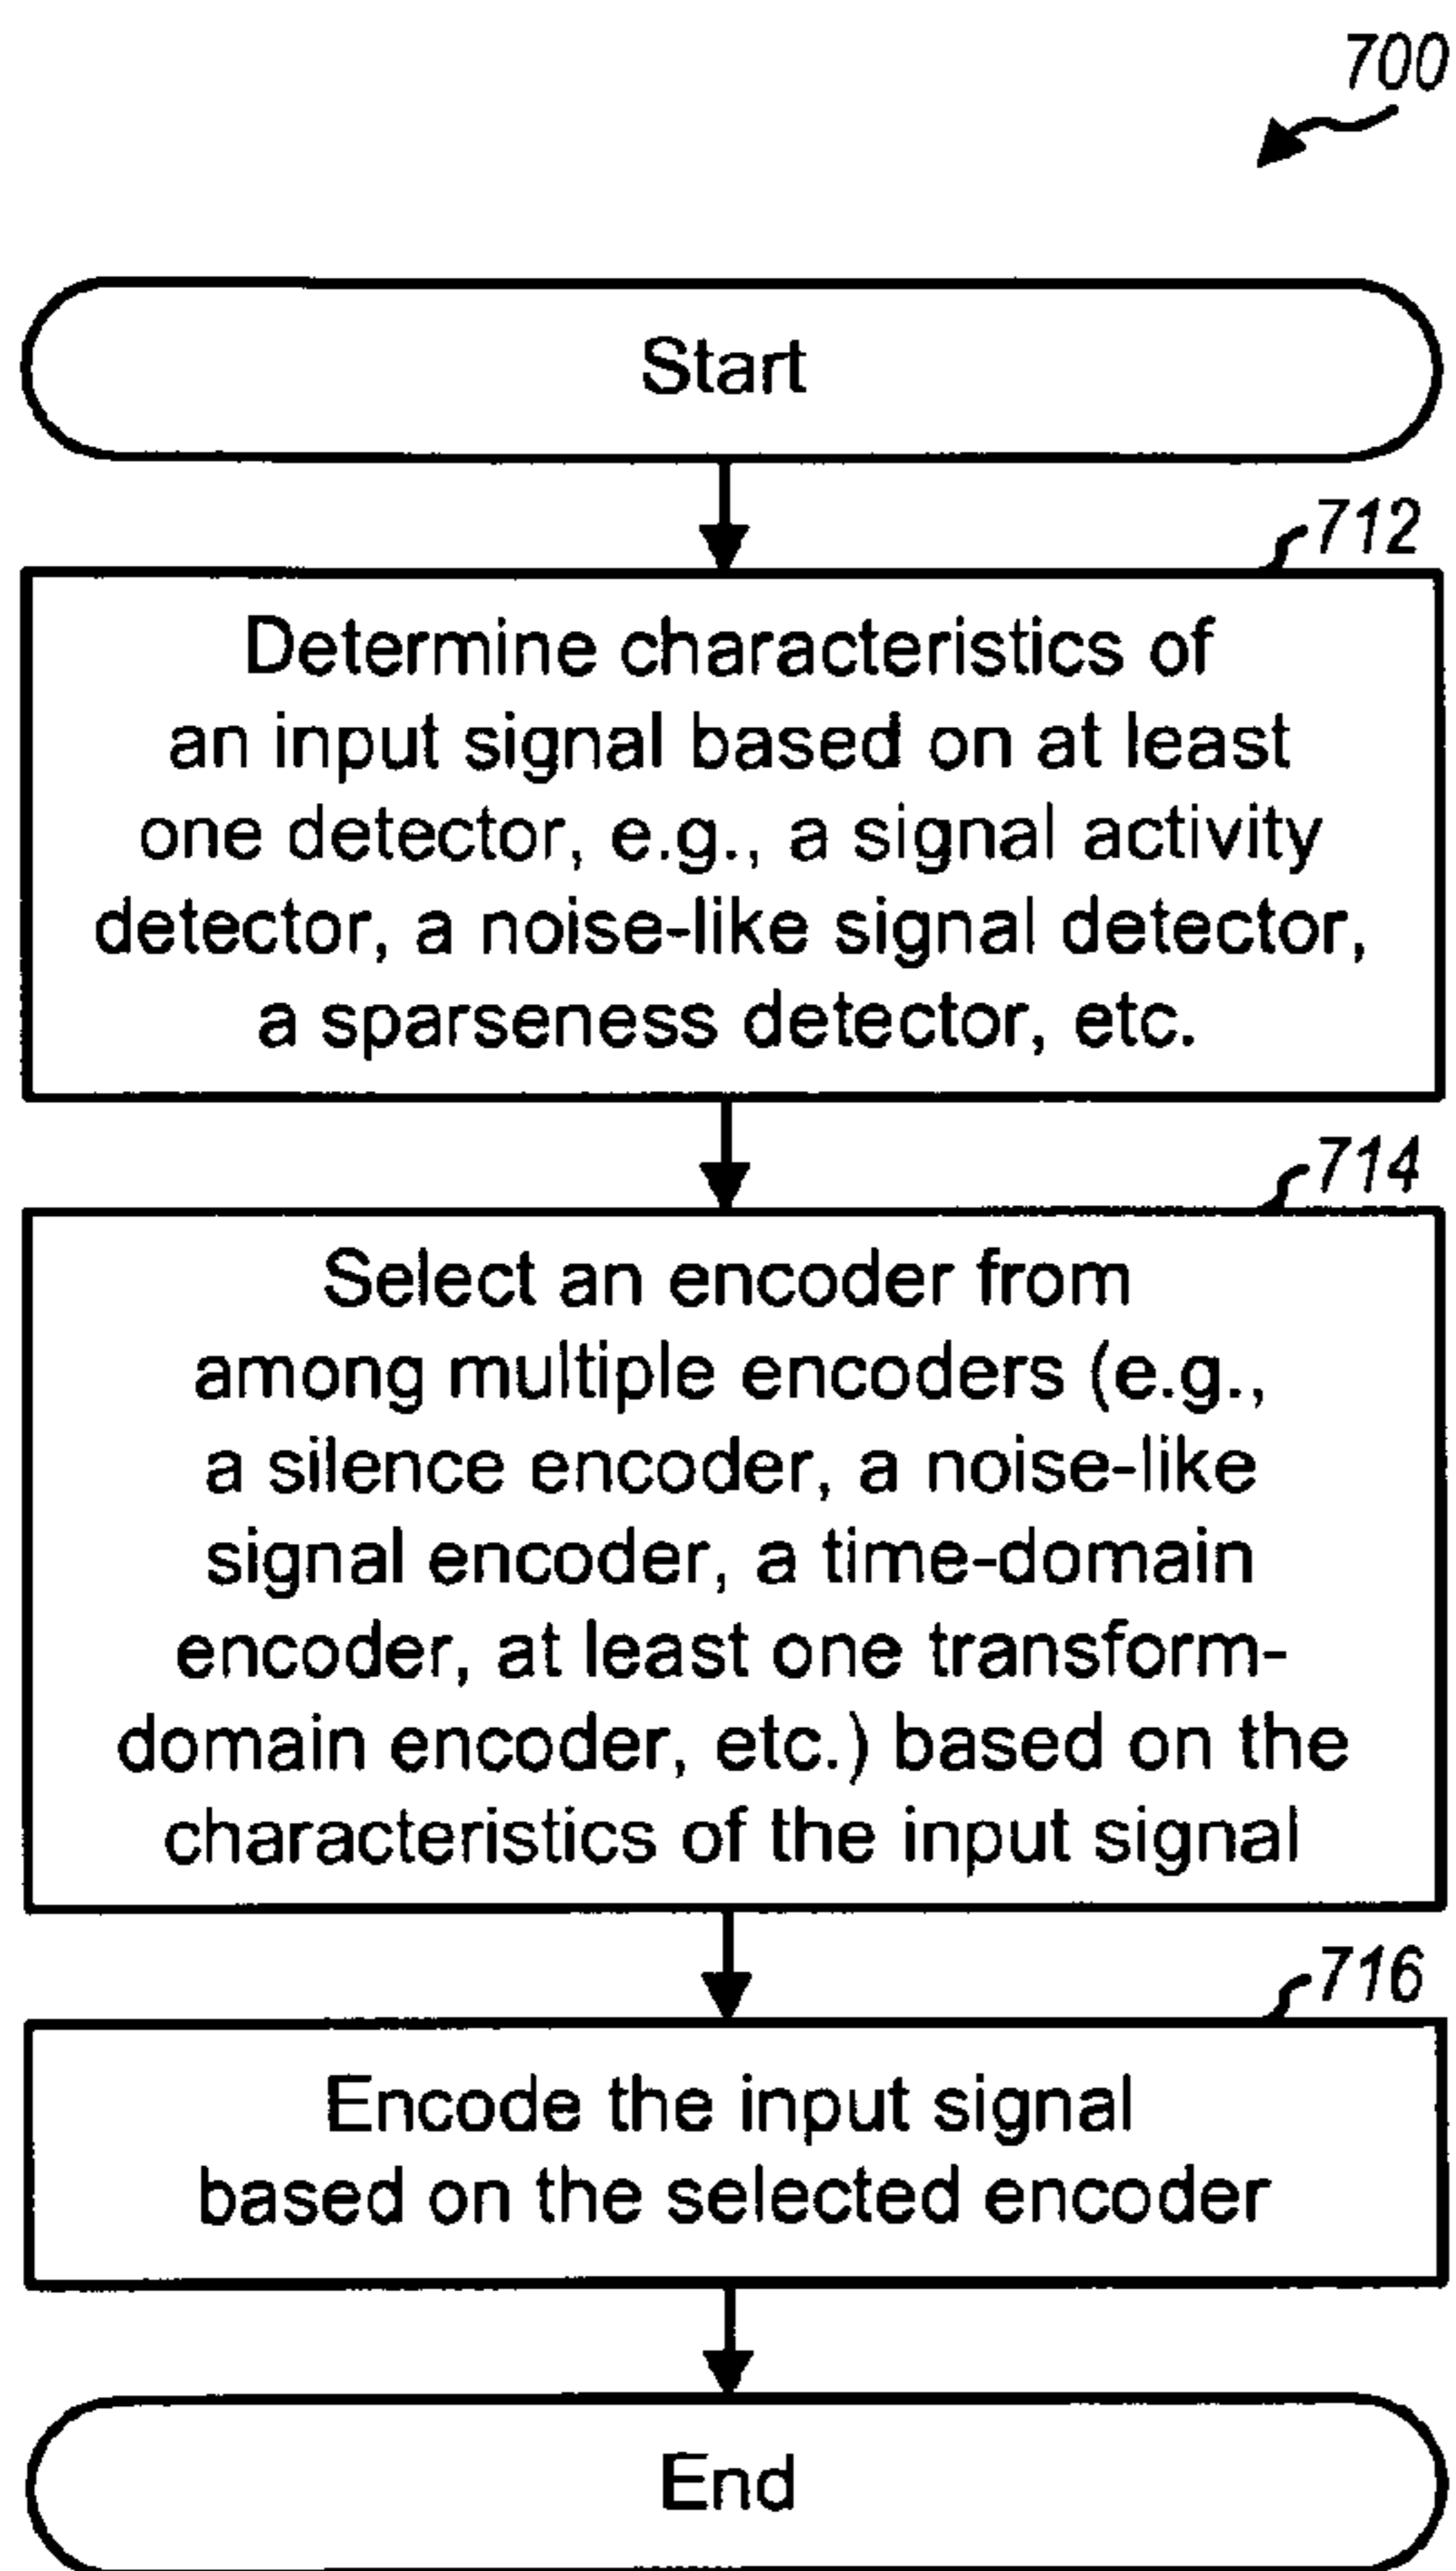 700
Start
712
Determine characteristics of
an input signal based on at least
one detector, e.g., a signal activity
detector, a noise-like signal detector,
a sparseness detector, etc.
714
Select an encoder from
among multiple encoders (e.g.,
a silence encoder, a noise-like
signal encoder, a time-domain
encoder, at least one transform-
domain encoder, etc.) based on the
characteristics of the input signal
716
Encode the input signal
based on the selected encoder
End